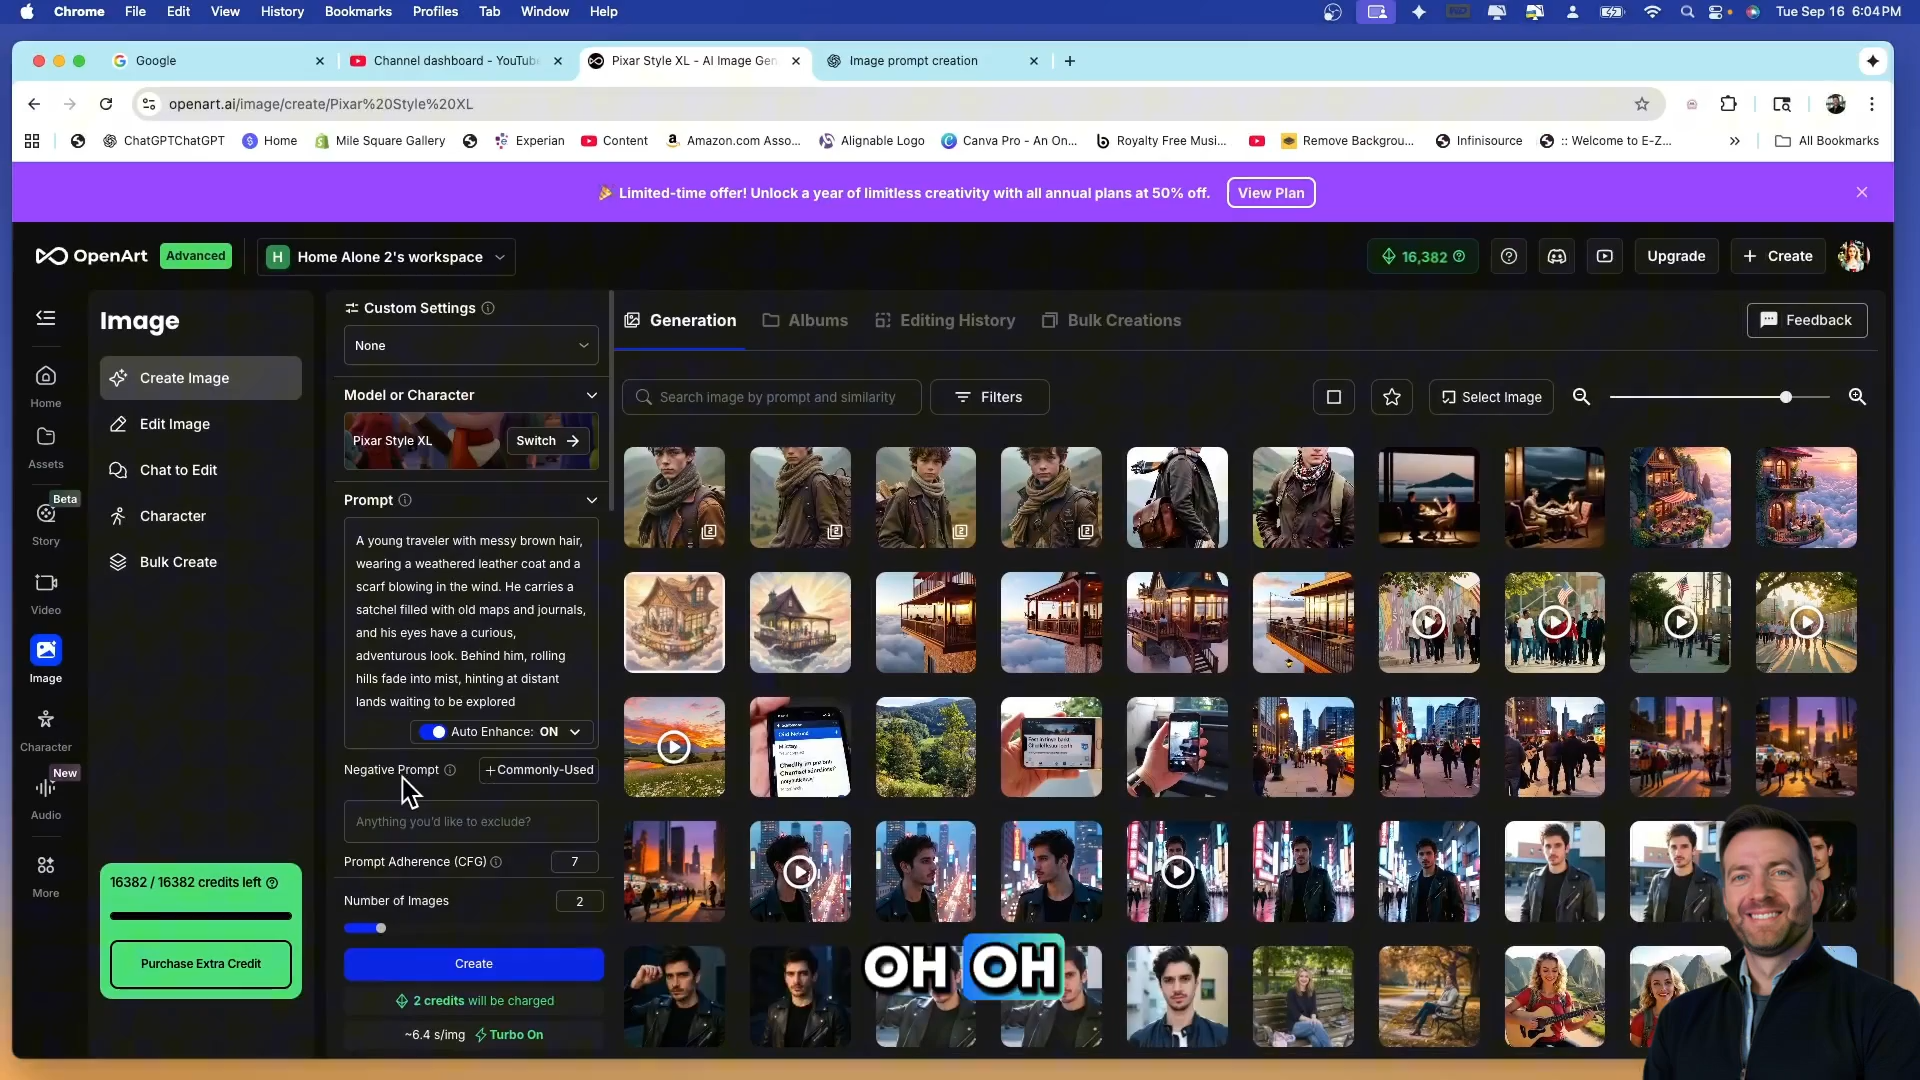 Chrome File Edit View History Bookmarks Profiles Tab Window Help Tue Sep 16 6:04 PM
Google Channel dashboard - YouTube Pixar Style XL - AI Image Gen Image prompt creation
openart.ai/image/create/Pixar%20Style%20XL
ChatGPTChatGPT Home Mile Square Gallery Experian Content Amazon.com Asso... Alignable Logo Canva Pro - An On... Royalty Free Musi... Remove Backgrou... Infinisource :: Welcome to E-Z... All Bookmarks
Limited-time offer! Unlock a year of limitless creativity with all annual plans at 50% off. View Plan
OpenArt Advanced H Home Alone 2's workspace 16,382 Upgrade + Create
Home
Assets
Beta
Story
Video
Image
Character
New
Audio
More
Image
Create Image
Edit Image
Chat to Edit
Character
Bulk Create
16382 / 16382 credits left
Purchase Extra Credit
Custom Settings
None
Model or Character
Pixar Style XL Switch
Prompt
A young traveler with messy brown hair,
wearing a weathered leather coat and a
scarf blowing in the wind. He carries a
satchel filled with old maps and journals,
and his eyes have a curious,
adventurous look. Behind him, rolling
hills fade into mist, hinting at distant
lands waiting to be explored
Auto Enhance: ON
Negative Prompt +Commonly-Used
Anything you'd like to exclude?
Prompt Adherence (CFG) 7
Number of Images 2
Create
2 credits will be charged
~6.4 s/img Turbo On
Generation Albums Editing History Bulk Creations Feedback
Search image by prompt and similarity Filters Select Image
OH OH